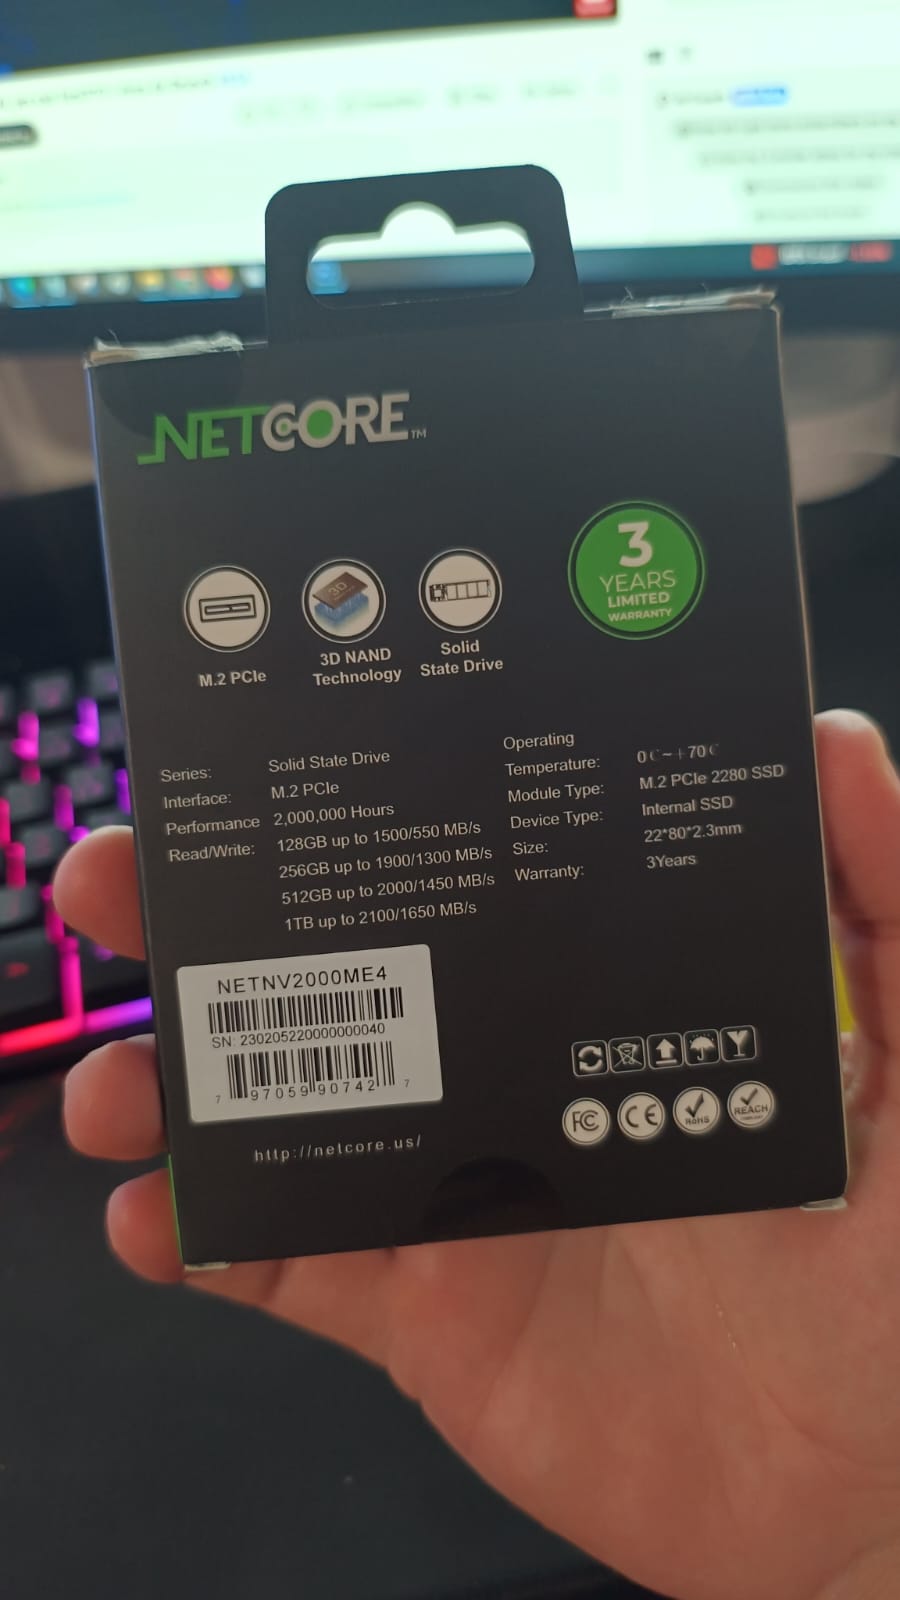 NETCORE™
3
YEARS
LIMITED
WARRANTY
3D
M.2 PCIe
3D NAND
Technology
Solid
State Drive
Series: Solid State Drive
Interface: M.2 PCIe
Performance 2,000,000 Hours
Read/Write: 128GB up to 1500/550 MB/s
256GB up to 1900/1300 MB/s
512GB up to 2000/1450 MB/s
1TB up to 2100/1650 MB/s
Operating
Temperature: 0℃~+70℃
Module Type: M.2 PCIe 2280 SSD
Device Type: Internal SSD
Size: 22*80*2.3mm
Warranty: 3Years
NETNV2000ME4
SN: 230205220000000040
7 97059 90742 7
http://netcore.us/
FC
CE
RoHS
REACH